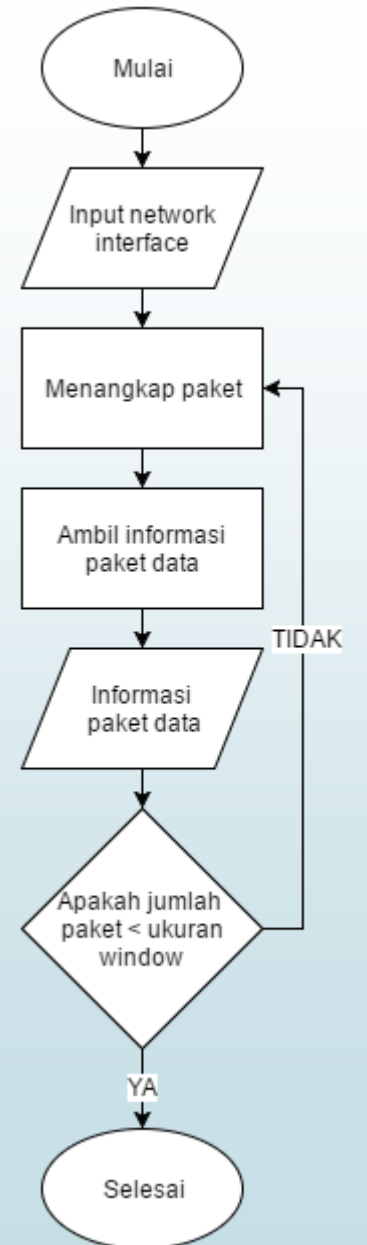 Mulai
Input network
interface
Menangkap paket
Ambil informasi
paket data
TIDAK
Informasi
paket data
Apakah jumlah
paket < ukuran
window
YA
Selesai